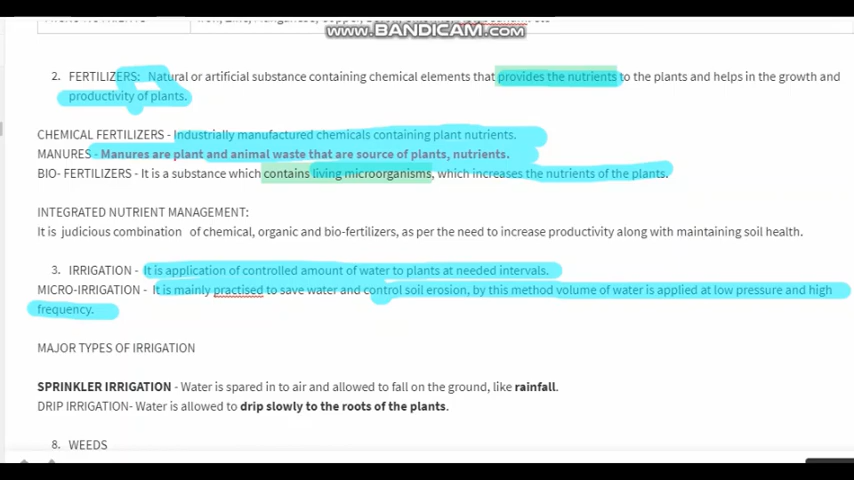 www.BANDICAM.com
2. FERTILIZERS: Natural or artificial substance containing chemical elements that provides the nutrients to the plants and helps in the growth and
productivity of plants.
CHEMICAL FERTILIZERS - Industrially manufactured chemicals containing plant nutrients.
MANURES - Manures are plant and animal waste that are source of plants, nutrients.
BIO- FERTILIZERS - It is a substance which contains living microorganisms, which increases the nutrients of the plants.
INTEGRATED NUTRIENT MANAGEMENT:
It is judicious combination of chemical, organic and bio-fertilizers, as per the need to increase productivity along with maintaining soil health.
3. IRRIGATION - It is application of controlled amount of water to plants at needed intervals.
MICRO-IRRIGATION - It is mainly practised to save water and control soil erosion, by this method volume of water is applied at low pressure and high
frequency.
MAJOR TYPES OF IRRIGATION
SPRINKLER IRRIGATION - Water is spared in to air and allowed to fall on the ground, like rainfall.
DRIP IRRIGATION- Water is allowed to drip slowly to the roots of the plants.
8. WEEDS